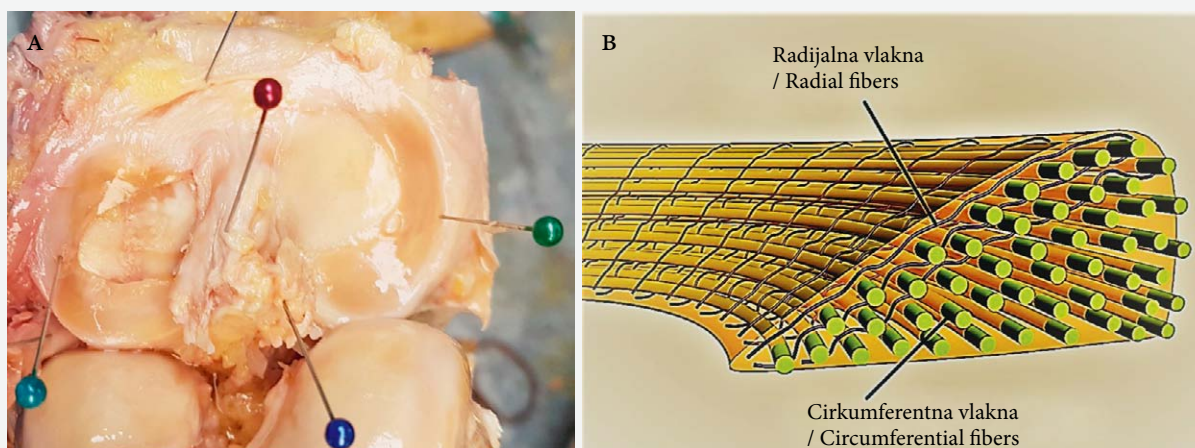 A
B
Radijalna vlakna
/ Radial fibers
Cirkumferentna vlakna
/ Circumferential fibers